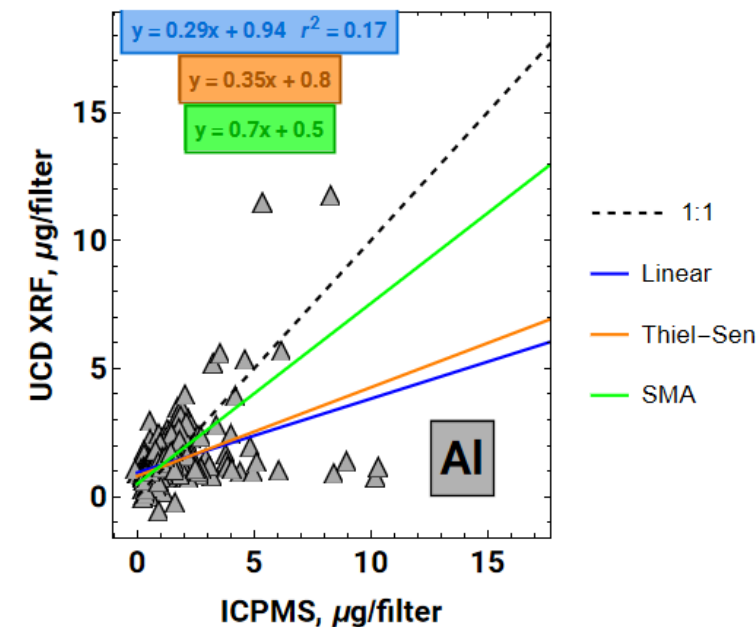 y = 0.29x + 0.94 r² = 0.17
y = 0.35x + 0.8
y = 0.7x + 0.5
15
10
5
0
UCD XRF, µg/filter
1:1
Linear
Thiel–Sen
SMA
Al
0 5 10 15
ICPMS, µg/filter